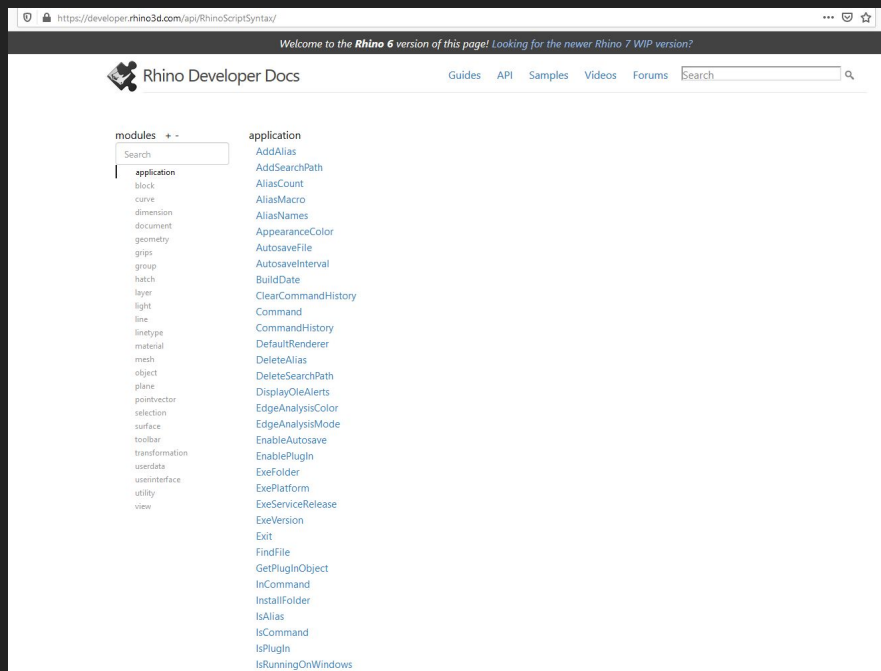 https://developer.rhino3d.com/api/RhinoScriptSyntax/
Welcome to the Rhino 6 version of this page! Looking for the newer Rhino 7 WIP version?
Rhino Developer Docs
Guides API Samples Videos Forums Search
modules + -
Search
application
block
curve
dimension
document
geometry
grips
group
hatch
layer
light
line
linetype
material
mesh
object
plane
pointvector
selection
surface
toolbar
transformation
userdata
userinterface
utility
view
application
AddAlias
AddSearchPath
AliasCount
AliasMacro
AliasNames
AppearanceColor
AutosaveFile
AutosaveInterval
BuildDate
ClearCommandHistory
Command
CommandHistory
DefaultRenderer
DeleteAlias
DeleteSearchPath
DisplayOleAlerts
EdgeAnalysisColor
EdgeAnalysisMode
EnableAutosave
EnablePlugIn
ExeFolder
ExePlatform
ExeServiceRelease
ExeVersion
Exit
FindFile
GetPlugInObject
InCommand
InstallFolder
IsAlias
IsCommand
IsPlugIn
IsRunningOnWindows